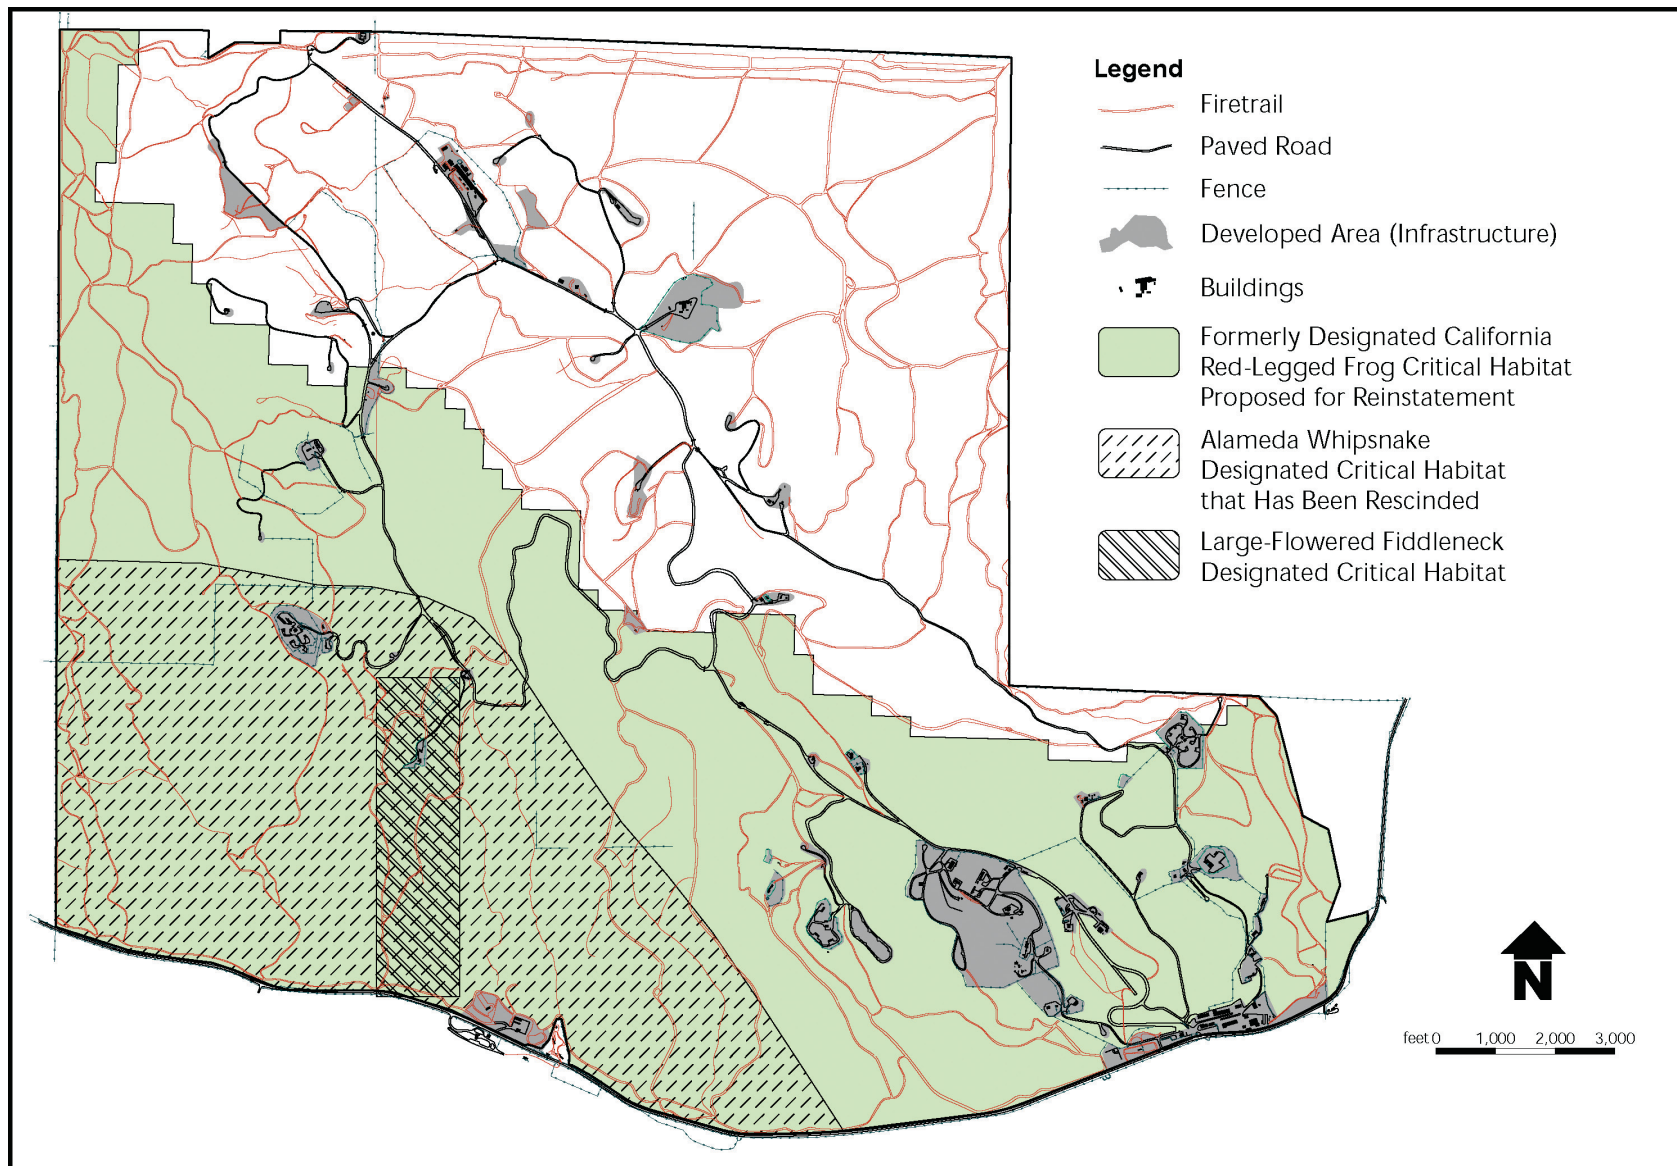 Legend
Firetrail
Paved Road
Fence
Developed Area (Infrastructure)
Buildings
Formerly Designated California
Red-Legged Frog Critical Habitat
Proposed for Reinstatement
Alameda Whipsnake
Designated Critical Habitat
that Has Been Rescinded
Large-Flowered Fiddleneck
Designated Critical Habitat
N
feet 0 1,000 2,000 3,000